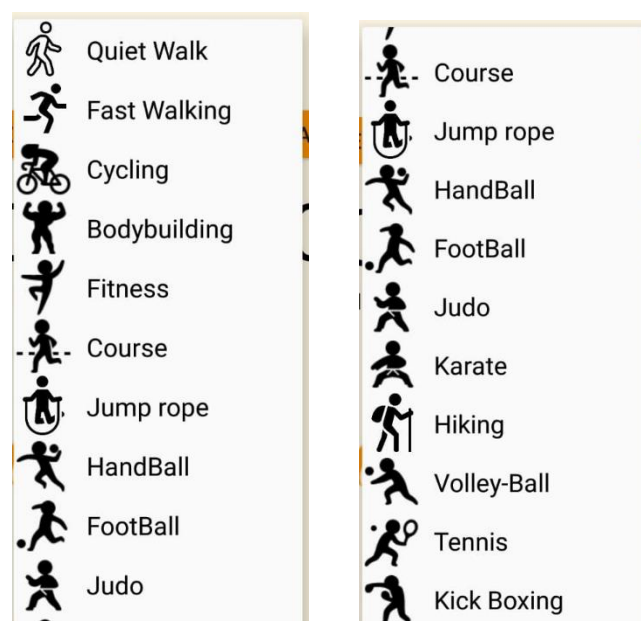 Quiet Walk
Fast Walking
Cycling
Bodybuilding
Fitness
Course
Jump rope
HandBall
FootBall
Judo
Course
Jump rope
HandBall
FootBall
Judo
Karate
Hiking
Volley-Ball
Tennis
Kick Boxing